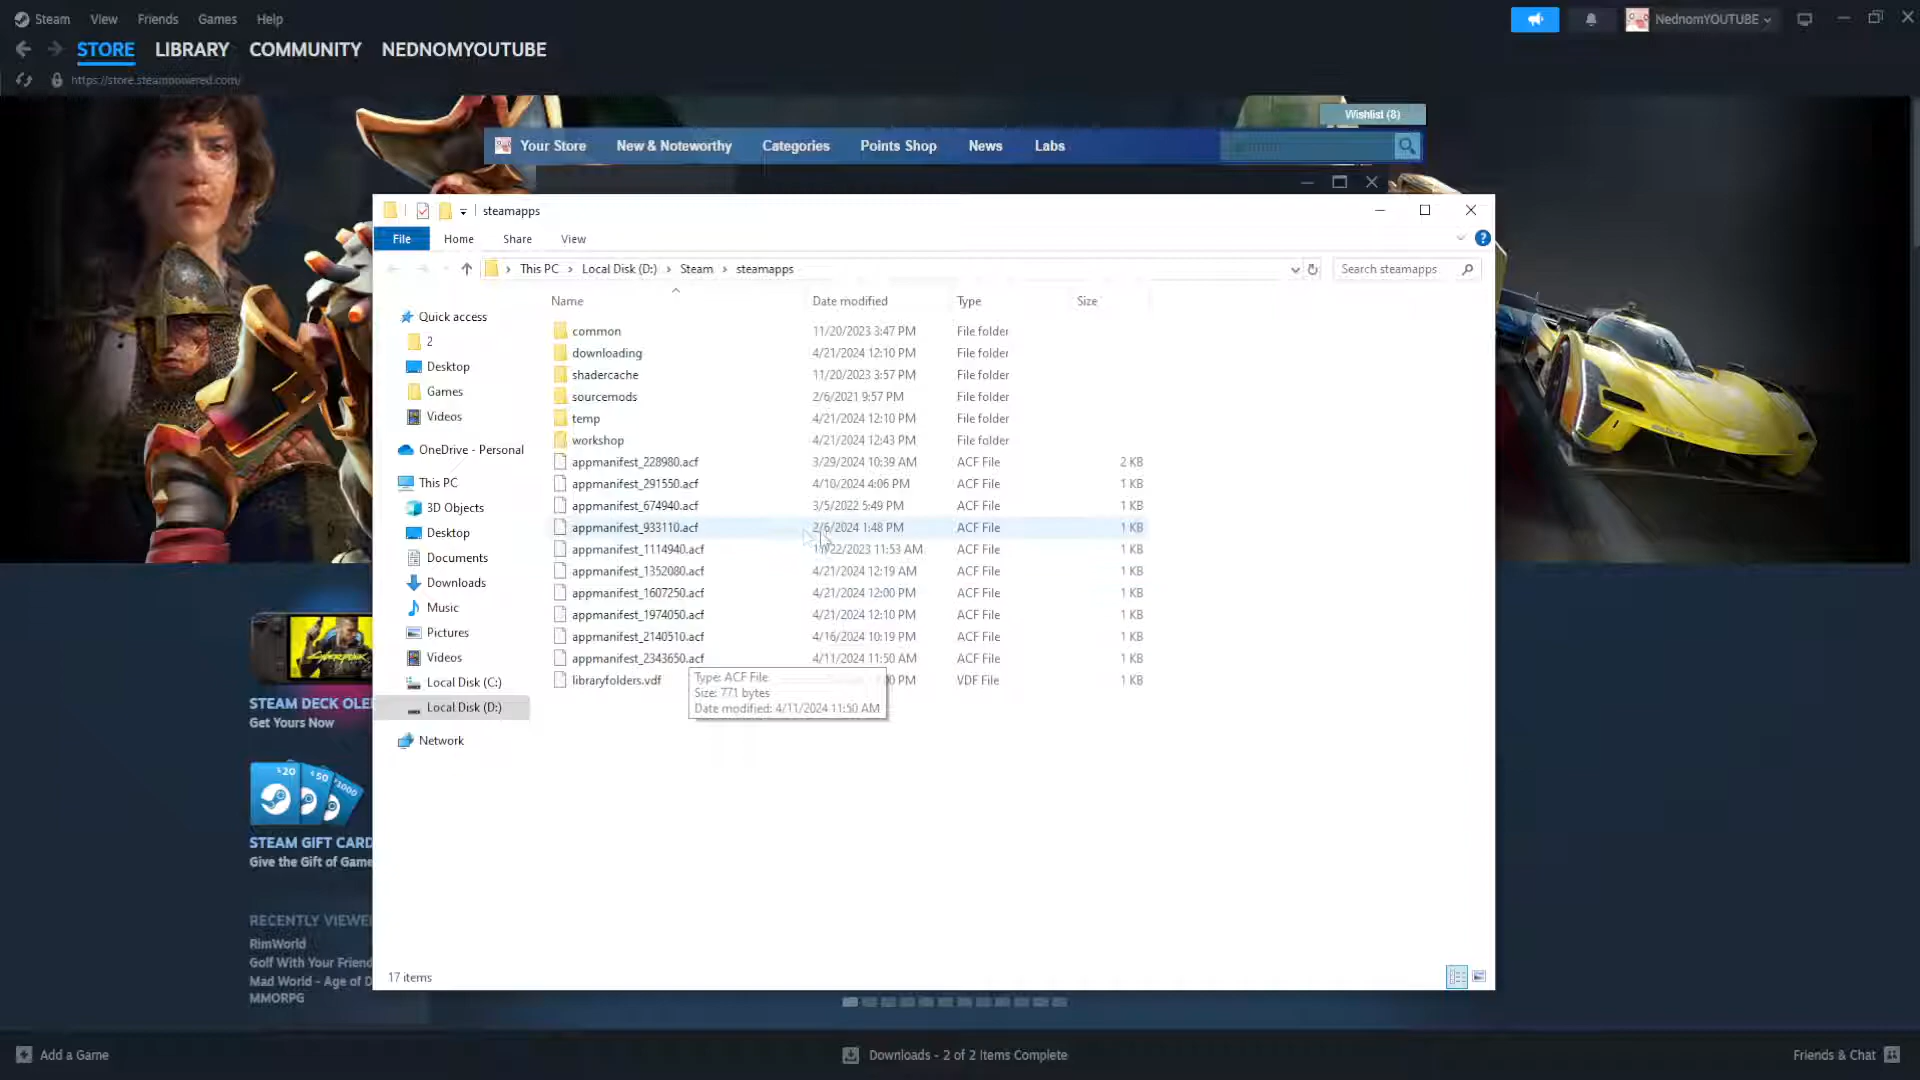 Steam View Friends Games Help
NednomYOUTUBE
STORE LIBRARY COMMUNITY NEDNOMYOUTUBE
https://store.steampowered.com/
Wishlist (8)
Your Store New & Noteworthy Categories Points Shop News Labs
steamapps
File Home Share View
This PC Local Disk (D:) Steam steamapps
Search steamapps
Name Date modified Type Size
Quick access
2
Desktop
Games
Videos
OneDrive - Personal
This PC
3D Objects
Desktop
Documents
Downloads
Music
Pictures
Videos
Local Disk (C:)
Local Disk (D:)
Network
common 11/20/2023 3:47 PM File folder
downloading 4/21/2024 12:10 PM File folder
shadercache 11/20/2023 3:57 PM File folder
sourcemods 2/6/2021 9:57 PM File folder
temp 4/21/2024 12:10 PM File folder
workshop 4/21/2024 12:43 PM File folder
appmanifest_228980.acf 3/29/2024 10:39 AM ACF File 2 KB
appmanifest_291550.acf 4/10/2024 4:06 PM ACF File 1 KB
appmanifest_674940.acf 3/5/2022 5:49 PM ACF File 1 KB
appmanifest_933110.acf 2/6/2024 1:48 PM ACF File 1 KB
appmanifest_1114940.acf 11/22/2023 11:53 AM ACF File 1 KB
appmanifest_1352080.acf 4/21/2024 12:19 AM ACF File 1 KB
appmanifest_1607250.acf 4/21/2024 12:00 PM ACF File 1 KB
appmanifest_1974050.acf 4/21/2024 12:10 PM ACF File 1 KB
appmanifest_2140510.acf 4/16/2024 10:19 PM ACF File 1 KB
appmanifest_2343650.acf 4/11/2024 11:50 AM ACF File 1 KB
libraryfolders.vdf PM VDF File 1 KB
Type: ACF File
Size: 771 bytes
Date modified: 4/11/2024 11:50 AM
17 items
STEAM DECK OLE
Get Yours Now
$20 $50 $1000
STEAM GIFT CARD
Give the Gift of Game
RECENTLY VIEWE
RimWorld
Golf With Your Friend
Mad World - Age of D
MMORPG
Add a Game
Downloads - 2 of 2 Items Complete
Friends & Chat